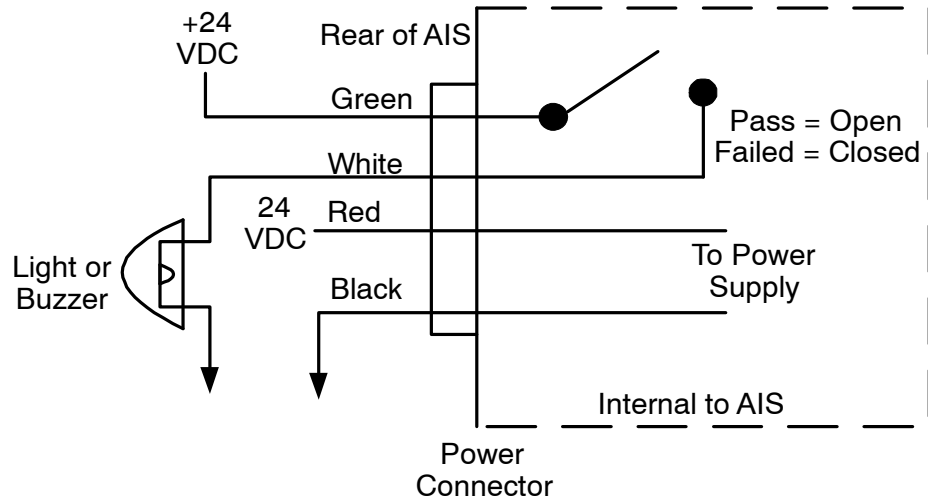 +24
VDC
Rear of AIS
Green
Pass = Open
Failed = Closed
White
24
VDC
Red
To Power
Supply
Light or
Buzzer
Black
Internal to AIS
Power
Connector